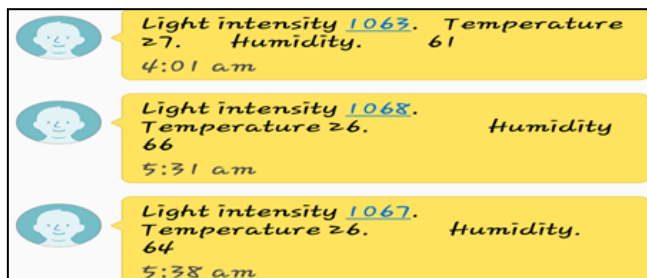 Light intensity 1063. Temperature
27. Humidity. 61
4:01 am
Light intensity 1068.
Temperature 26. Humidity
66
5:31 am
Light intensity 1067.
Temperature 26. Humidity.
64
5:38 am